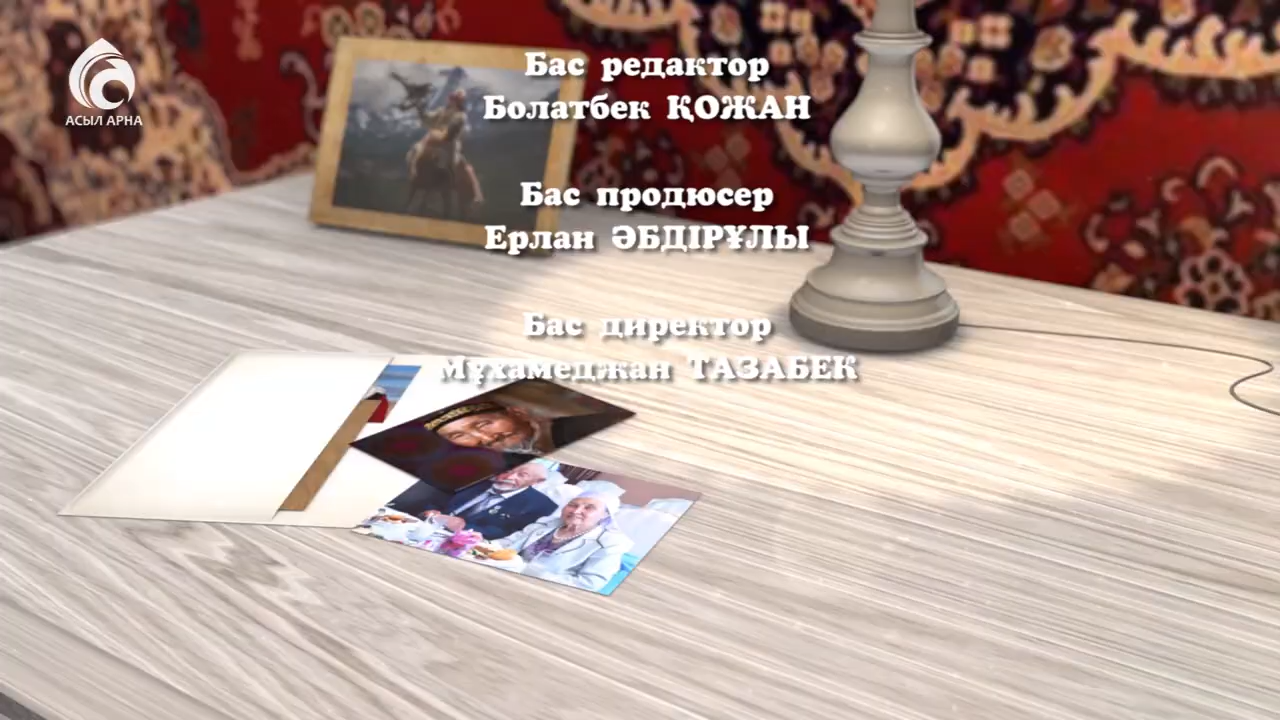 АСЫЛ АРНА
Бас редактор
Болатбек ҚОЖАН
Бас продюсер
Ерлан ӘБДІРҰЛЫ
Бас директор
Мұхамеджан ТАЗАБЕК